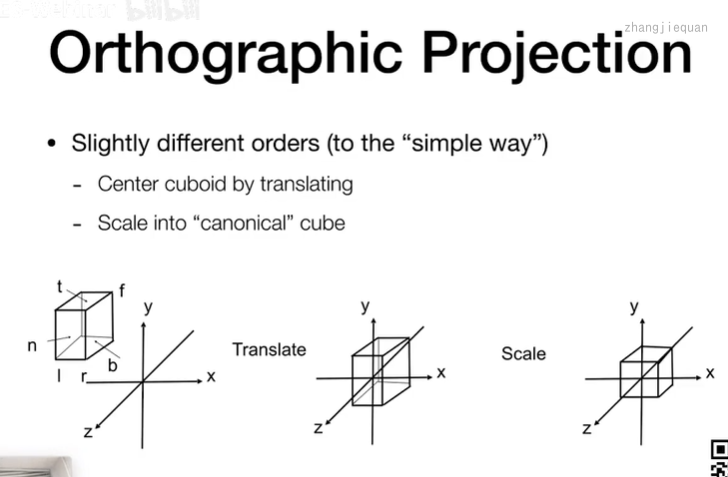 zhangjiequan
Orthographic Projection
• Slightly different orders (to the “simple way”)
- Center cuboid by translating
- Scale into “canonical” cube
t
f
n
l
r
b
y
x
z
Translate
y
x
z
Scale
y
x
z